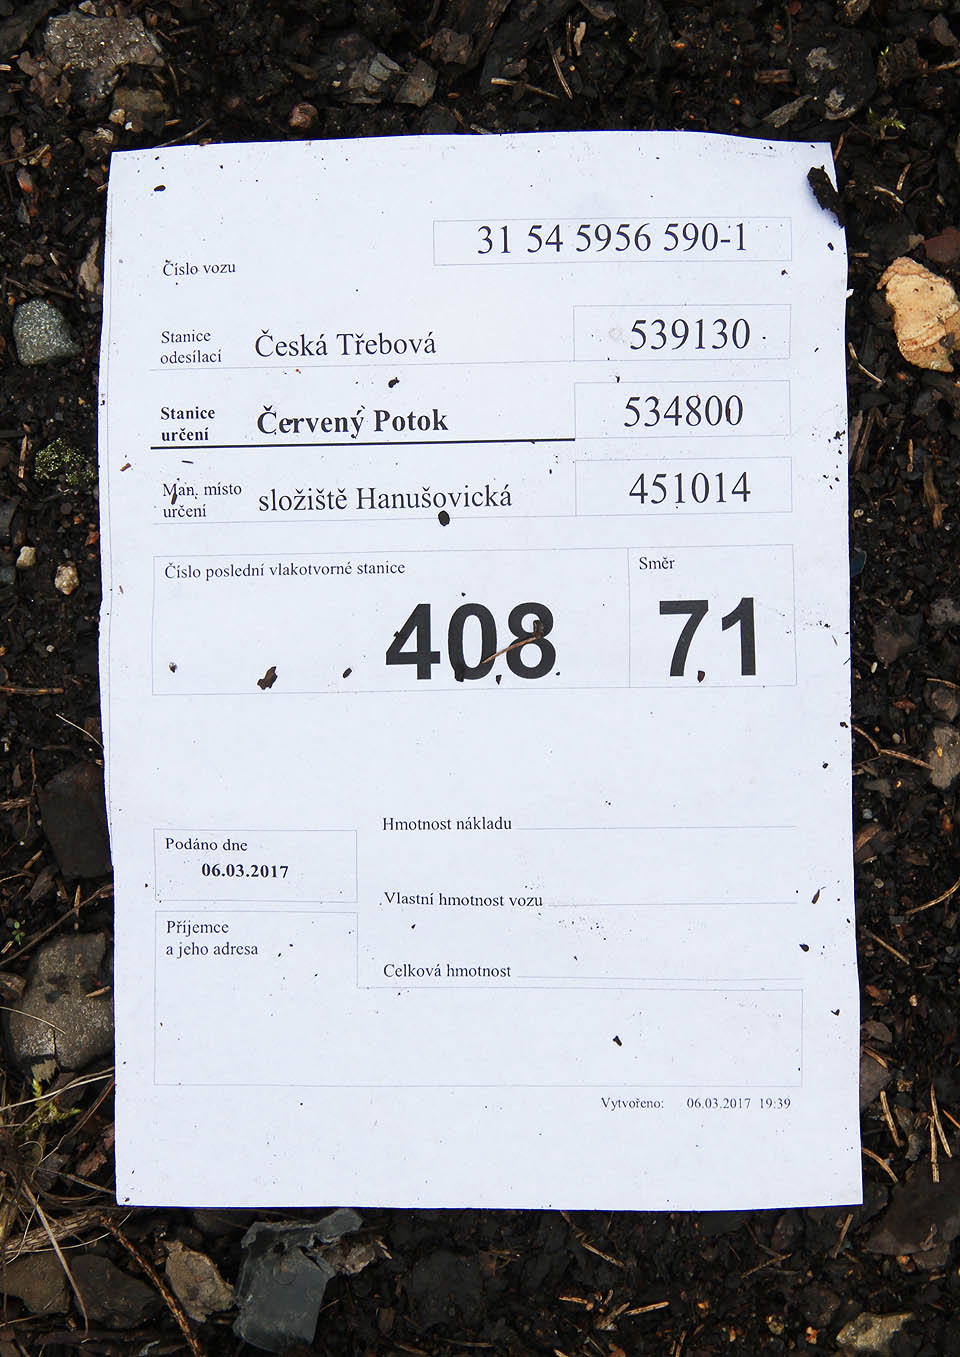 31 54 5956 590-1
Číslo vozu
Stanice
odesílací
Česká Třebová
539130
Stanice
určení
Červený Potok
534800
Man. místo
určení
složiště Hanušovická
451014
Číslo poslední vlakotvorné stanice
Směr
408
71
Hmotnost nákladu
Podáno dne
06.03.2017
Vlastní hmotnost vozu
Příjemce
a jeho adresa
Celková hmotnost
Vytvořeno: 06.03.2017 19:39